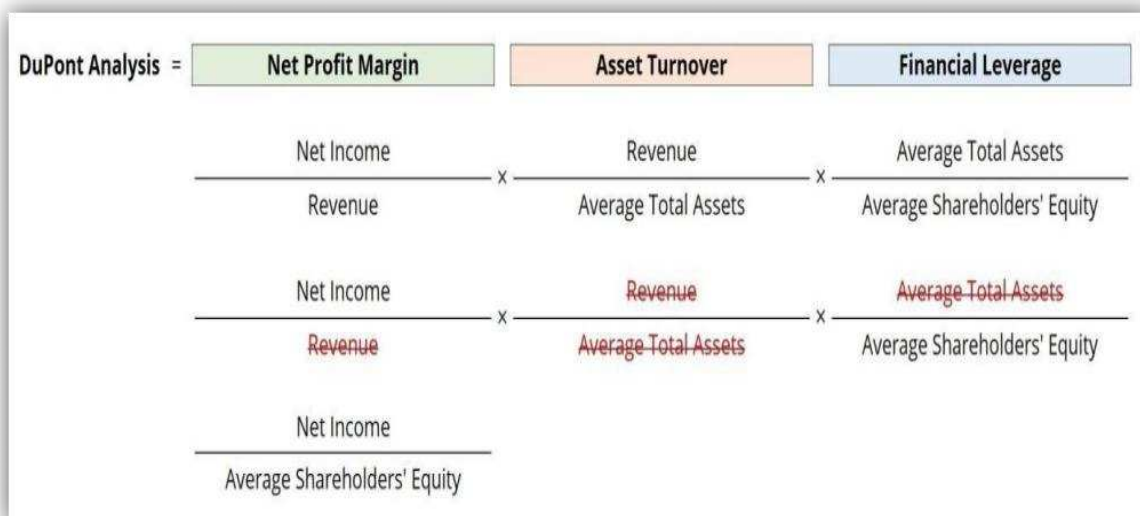 DuPont Analysis = Net Profit Margin Asset Turnover Financial Leverage
Net Income Revenue Average Total Assets
× ×
Revenue Average Total Assets Average Shareholders' Equity
Net Income Revenue Average Total Assets
× ×
Revenue Average Total Assets Average Shareholders' Equity
Net Income
Average Shareholders' Equity